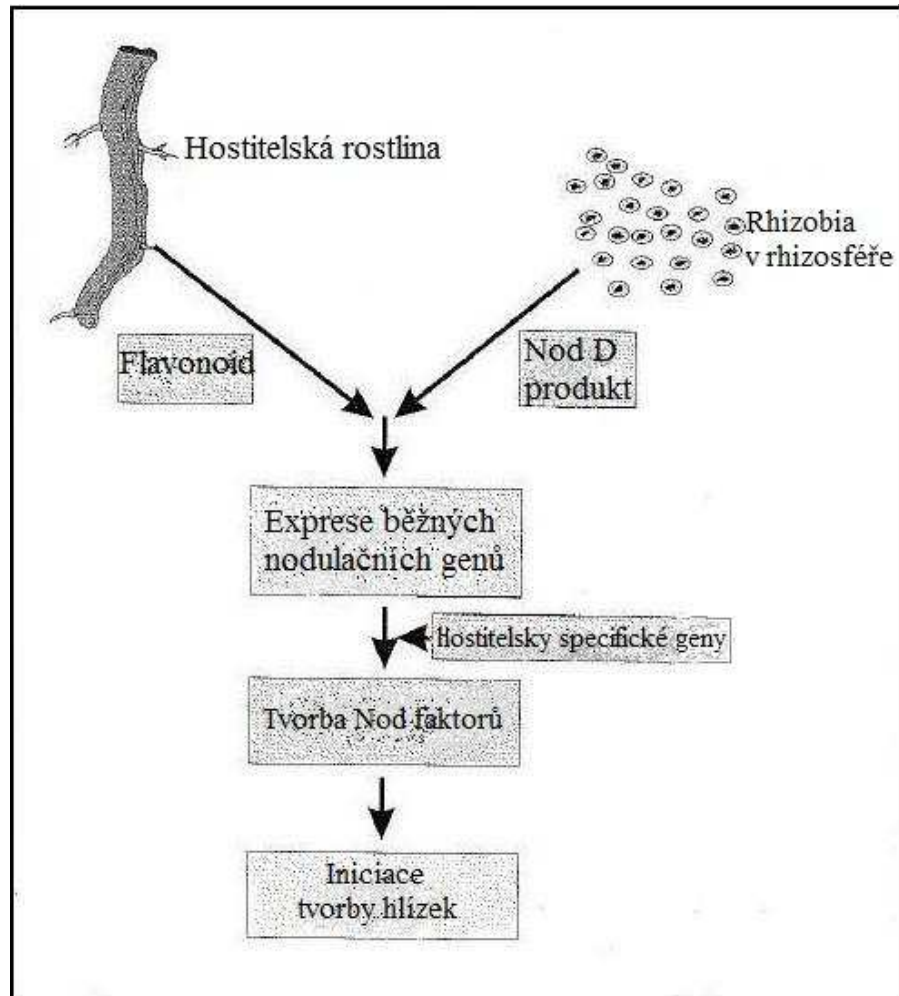 Hostitelská rostlina
Rhizobia
v rhizosféře
Flavonoid
Nod D
produkt
Exprese běžných
nodulačních genů
Hostitelsky specifické geny
Tvorba Nod faktorů
Iniciace
tvorby hlízek